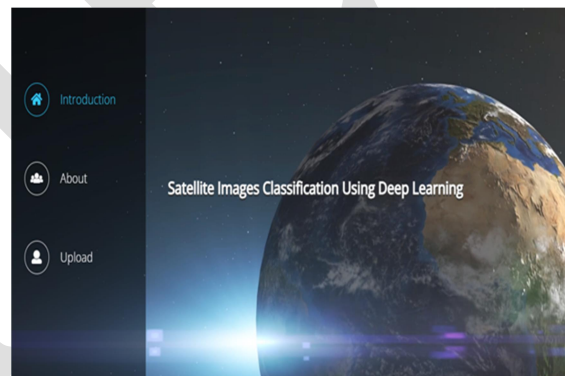 Introduction
About
Satellite Images Classification Using Deep Learning
Upload